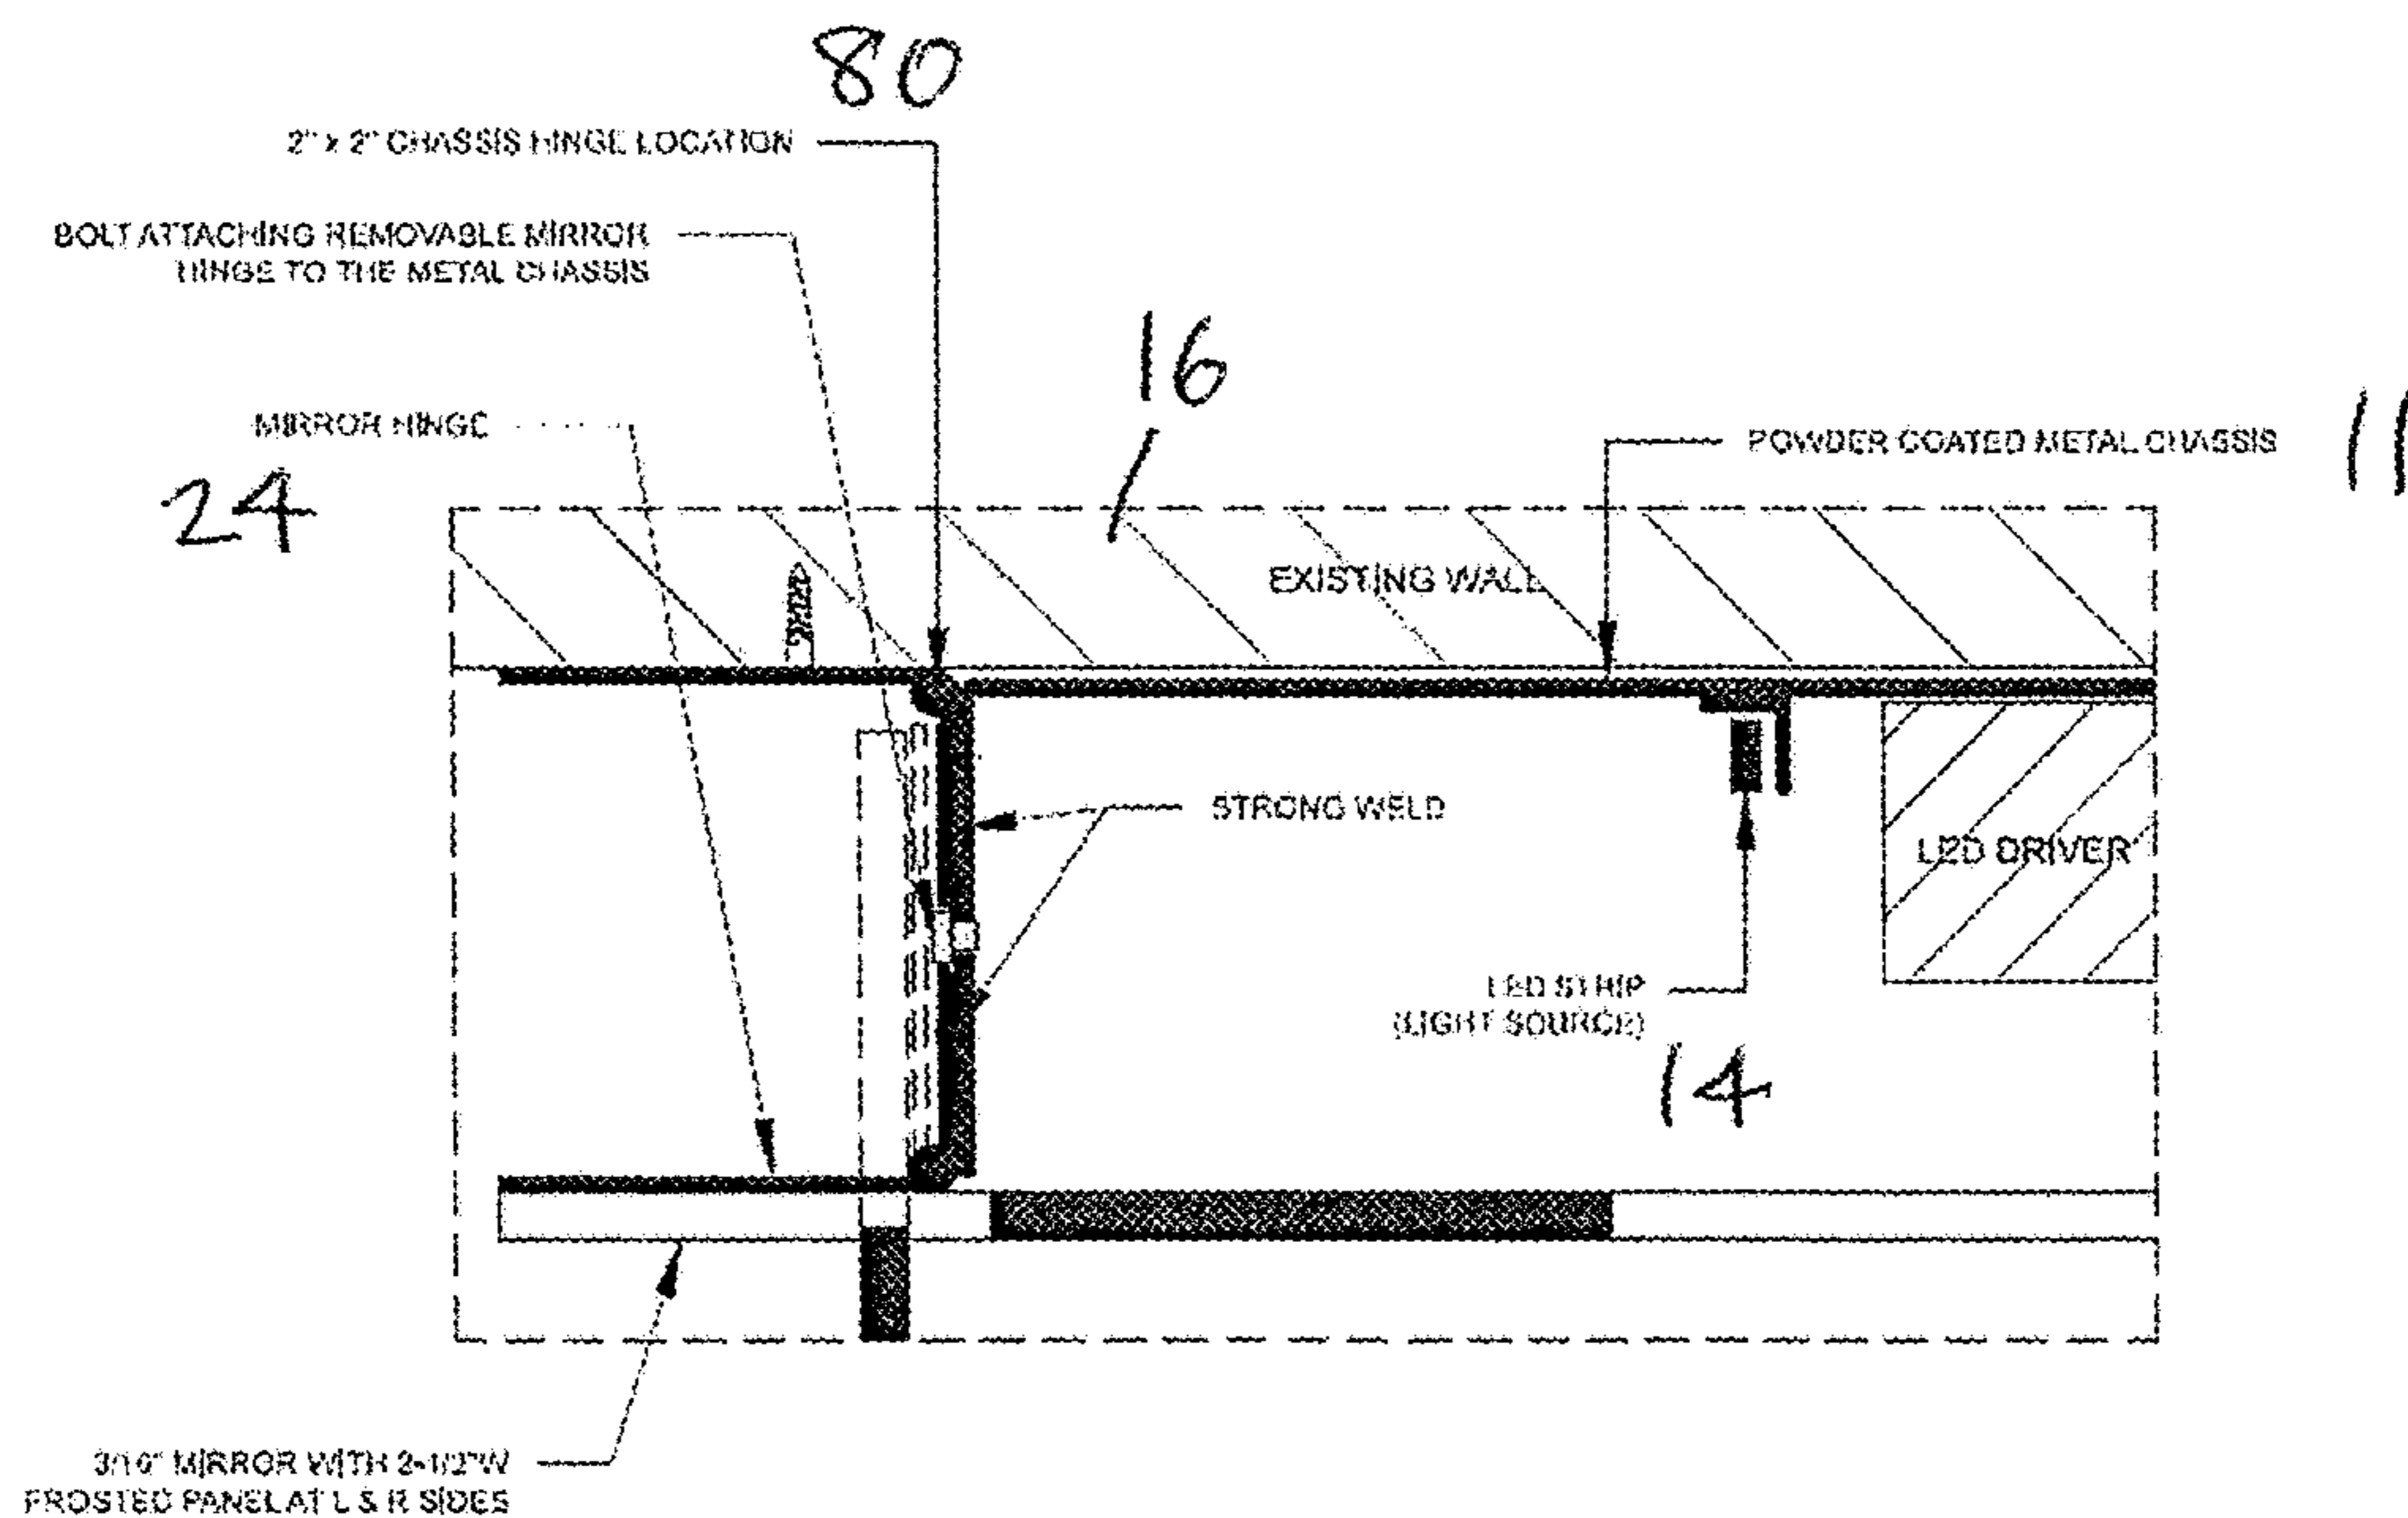 80
2" x 2" CHASSIS HINGE LOCATION
BOLT ATTACHING REMOVABLE MIRROR
HINGE TO THE METAL CHASSIS
16
MIRROR HINGE
24
POWDER COATED METAL CHASSIS
11
EXISTING WALL
STRONG WELD
LED DRIVER
LED STRIP
(LIGHT SOURCE)
14
3/16" MIRROR WITH 2-1/2"W
FROSTED PANEL AT L & R SIDES